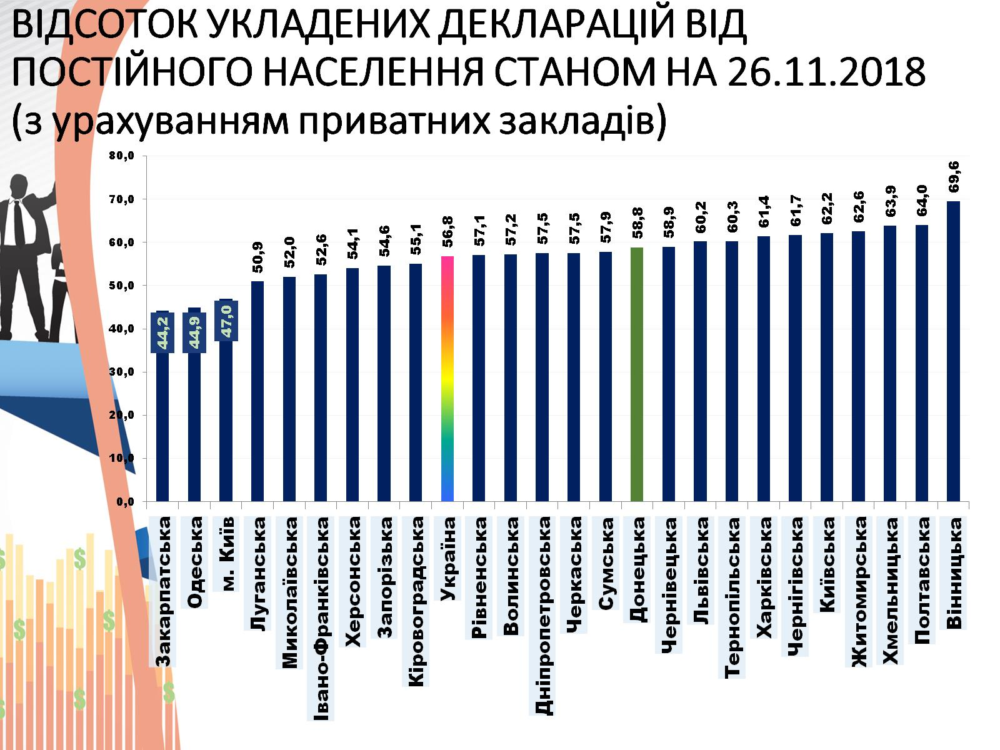 ВІДСОТОК УКЛАДЕНИХ ДЕКЛАРАЦІЙ ВІД
ПОСТІЙНОГО НАСЕЛЕННЯ СТАНОМ НА 26.11.2018
(з урахуванням приватних закладів)
80,0
70,0
60,0
50,0
40,0
30,0
20,0
10,0
0,0
44,2
44,9
47,0
50,9
52,0
52,6
54,1
54,6
55,1
56,8
57,1
57,2
57,5
57,5
57,9
58,8
58,9
60,2
60,3
61,4
61,7
62,2
62,6
63,9
64,0
69,6
Закарпатська
Одеська
м. Київ
Луганська
Миколаївська
Івано-Франківська
Херсонська
Запорізька
Кіровоградська
Україна
Рівненська
Волинська
Дніпропетровська
Черкаська
Сумська
Донецька
Чернівецька
Львівська
Тернопільська
Харківська
Чернігівська
Київська
Житомирська
Хмельницька
Полтавська
Вінницька